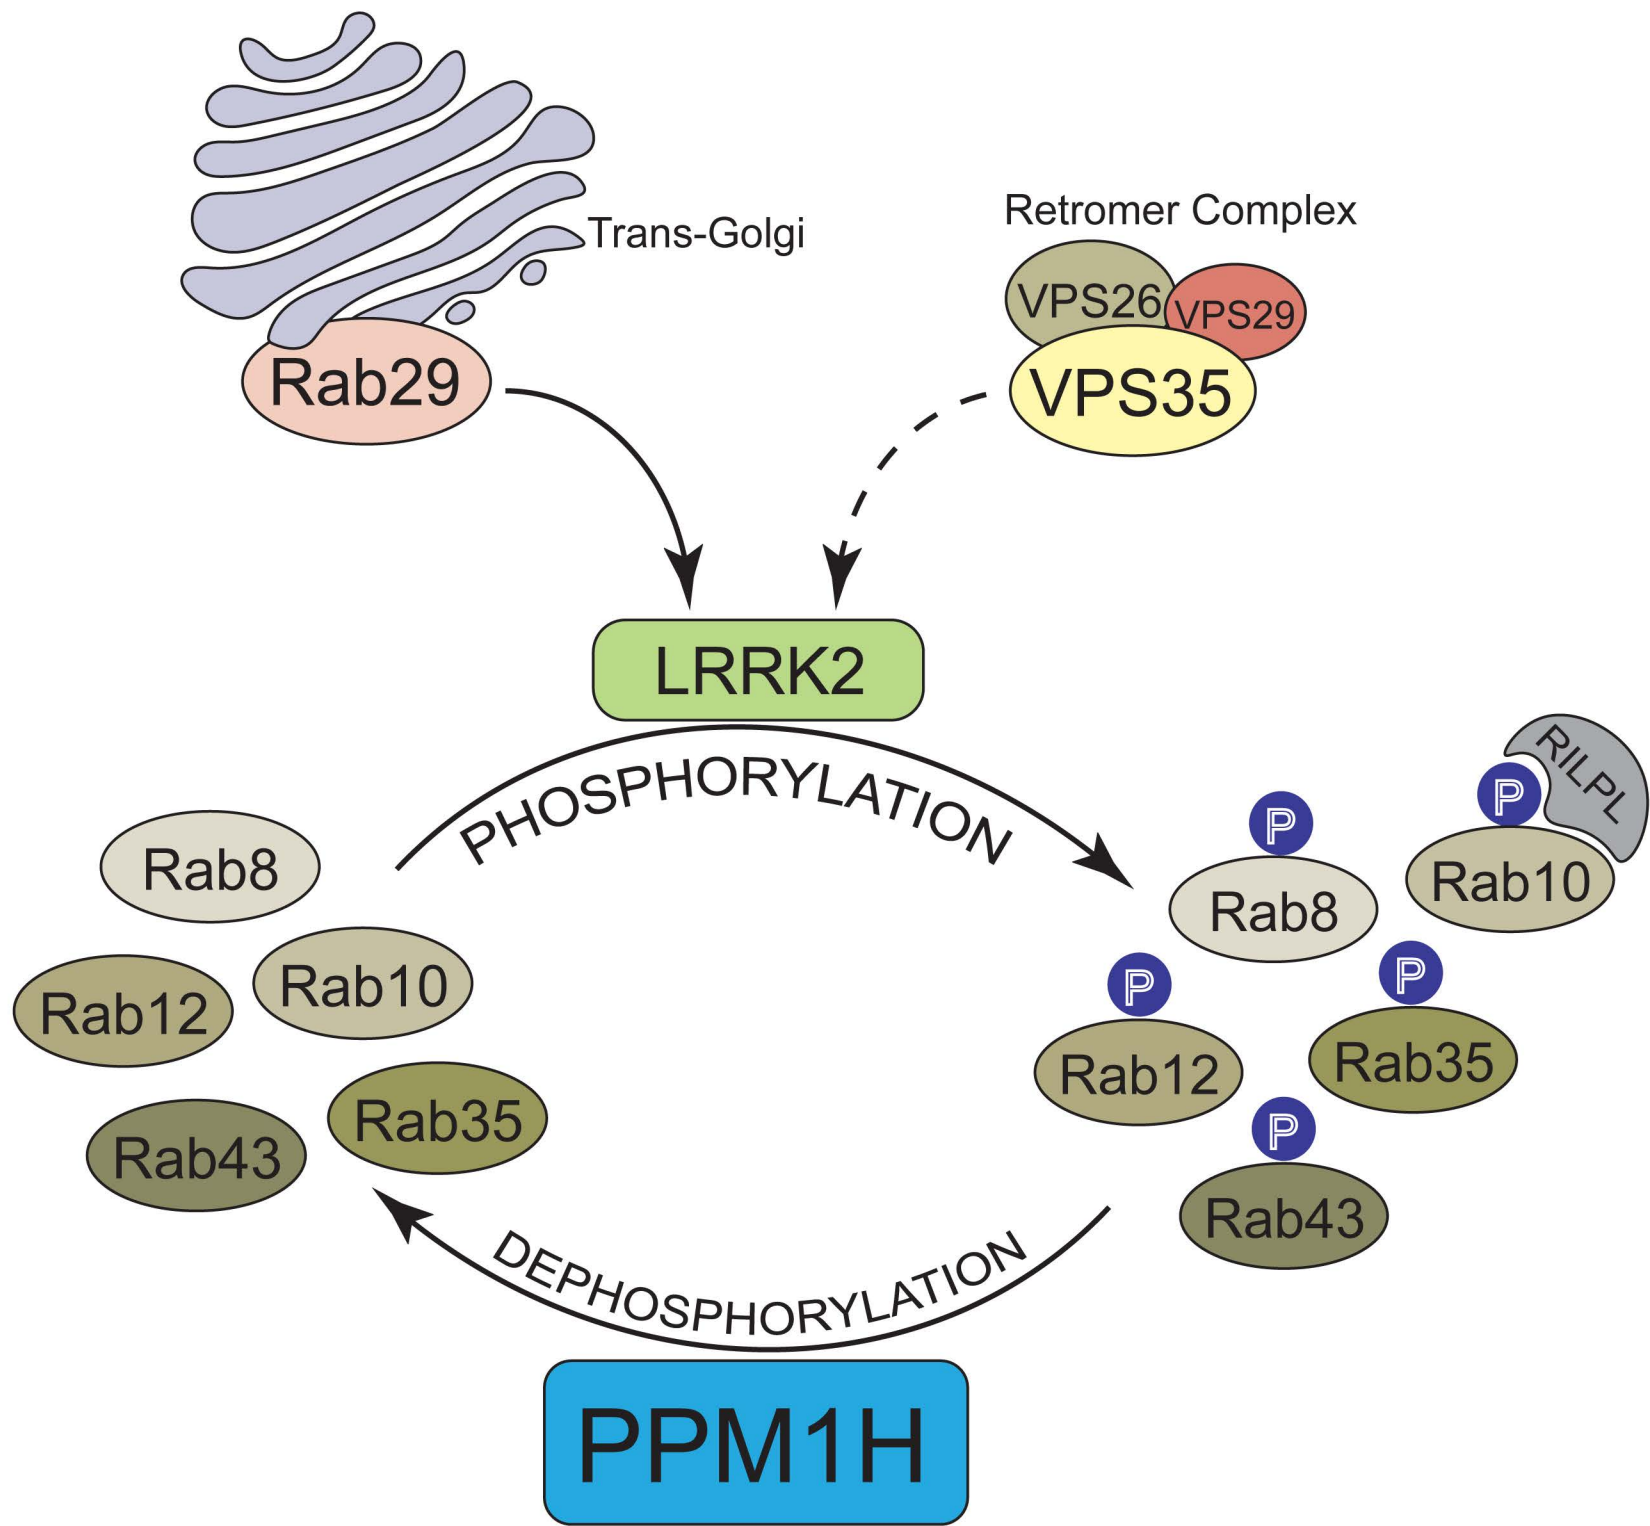 Trans-Golgi
Rab29
Retromer Complex
VPS26
VPS29
VPS35
LRRK2
PHOSPHORYLATION
Rab8
Rab10
Rab12
Rab35
Rab43
P
RILPL
Rab10
P
Rab8
P
Rab35
P
Rab12
P
Rab43
DEPHOSPHORYLATION
PPM1H